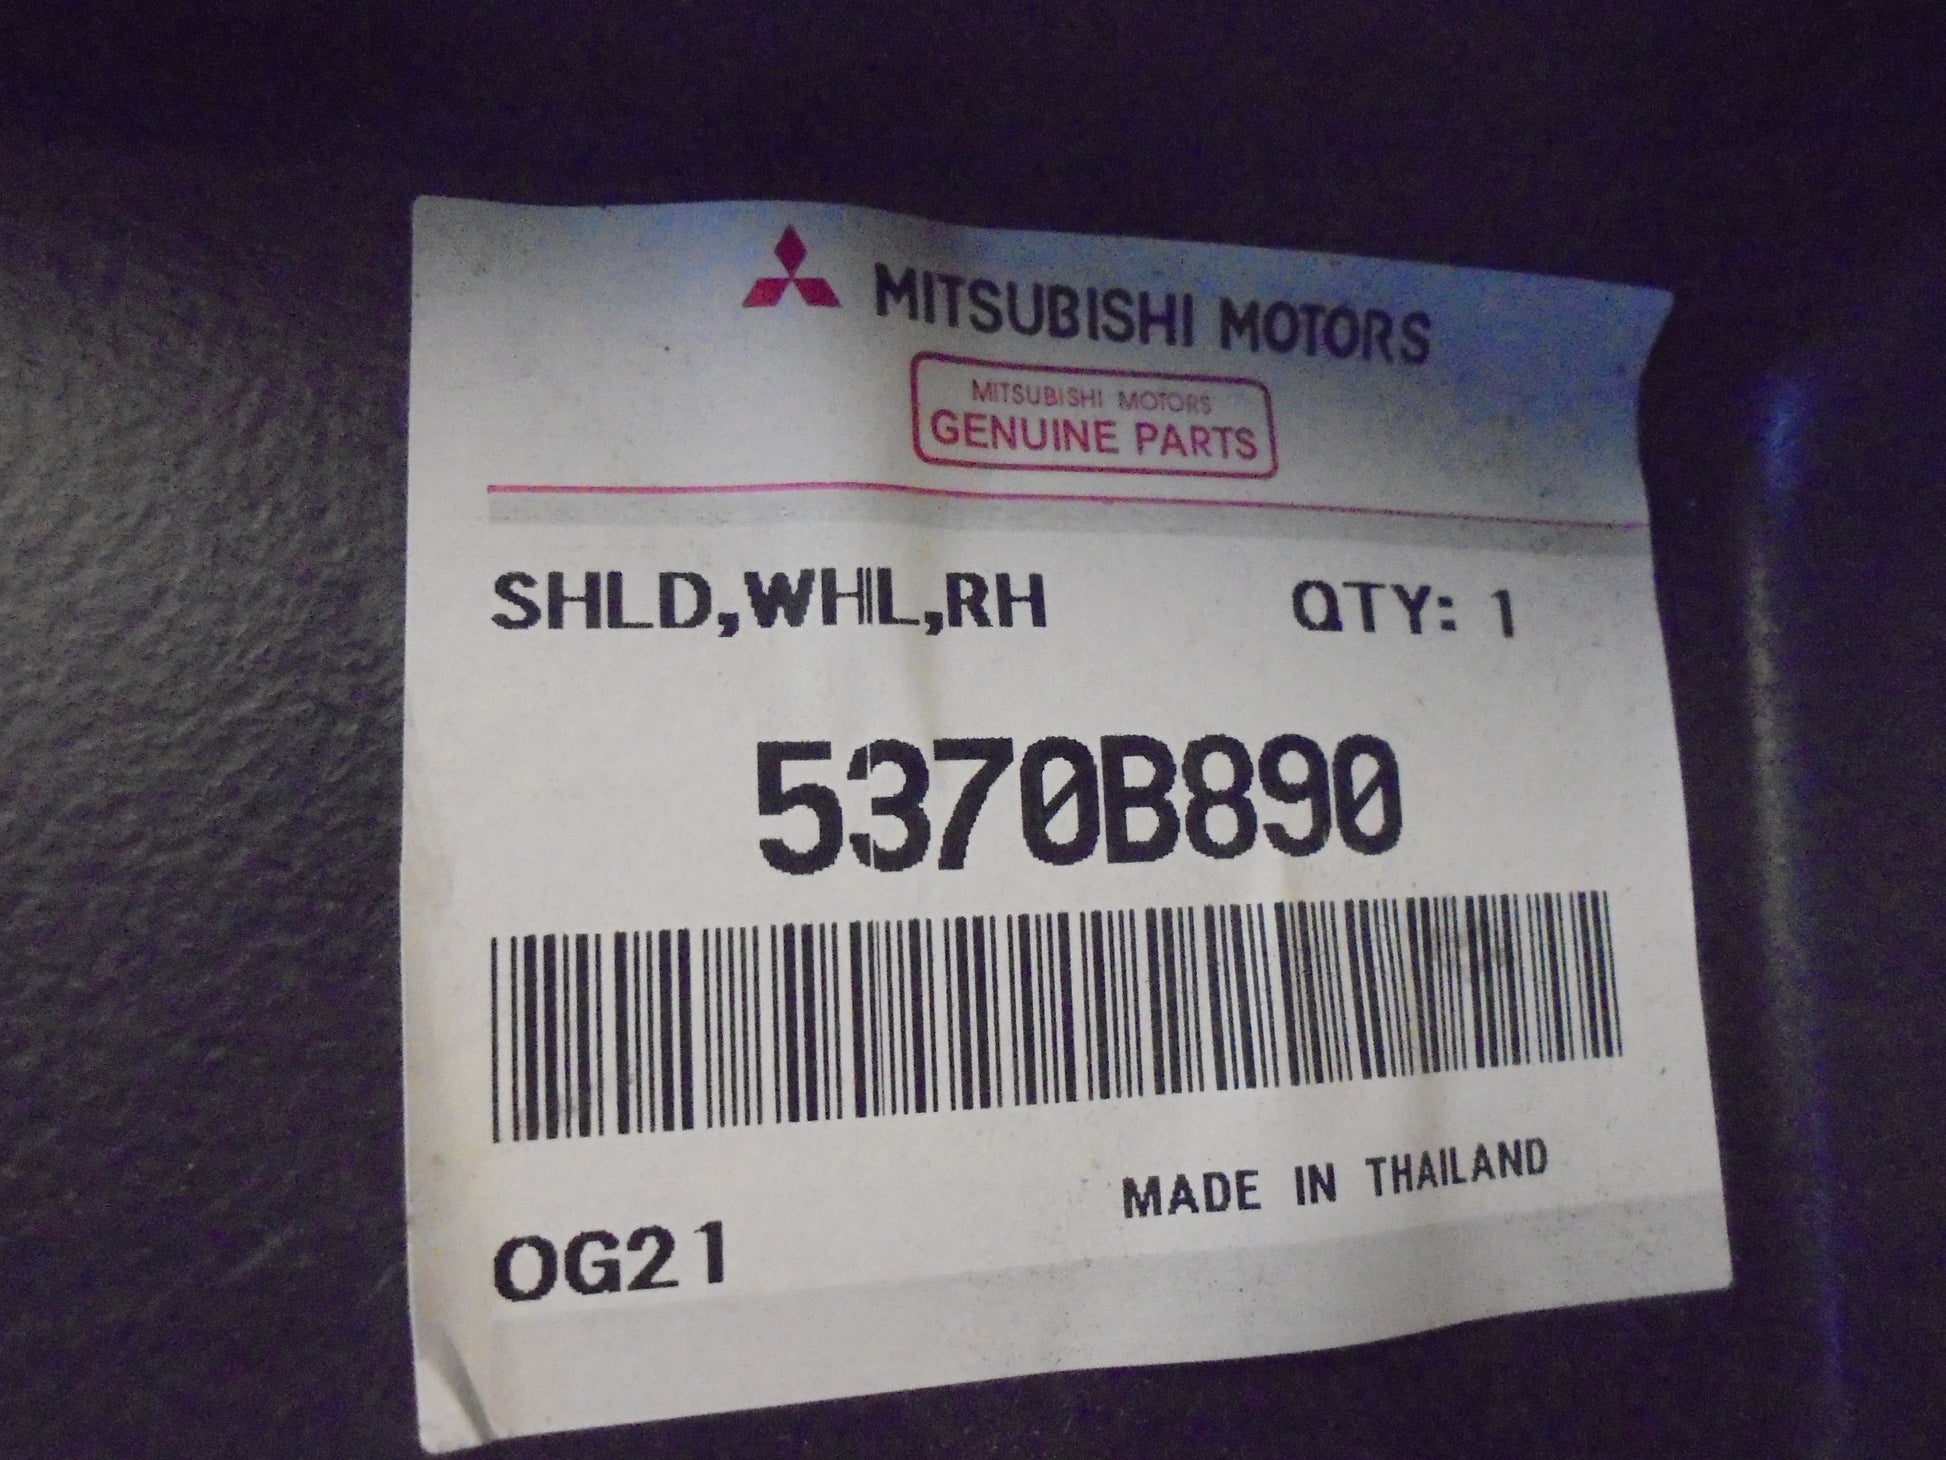 MITSUBISHI MOTORS
MITSUBISHI MOTORS
GENUINE PARTS
SHLD,WHL,RH QTY: 1
5370B890
MADE IN THAILAND
OG21